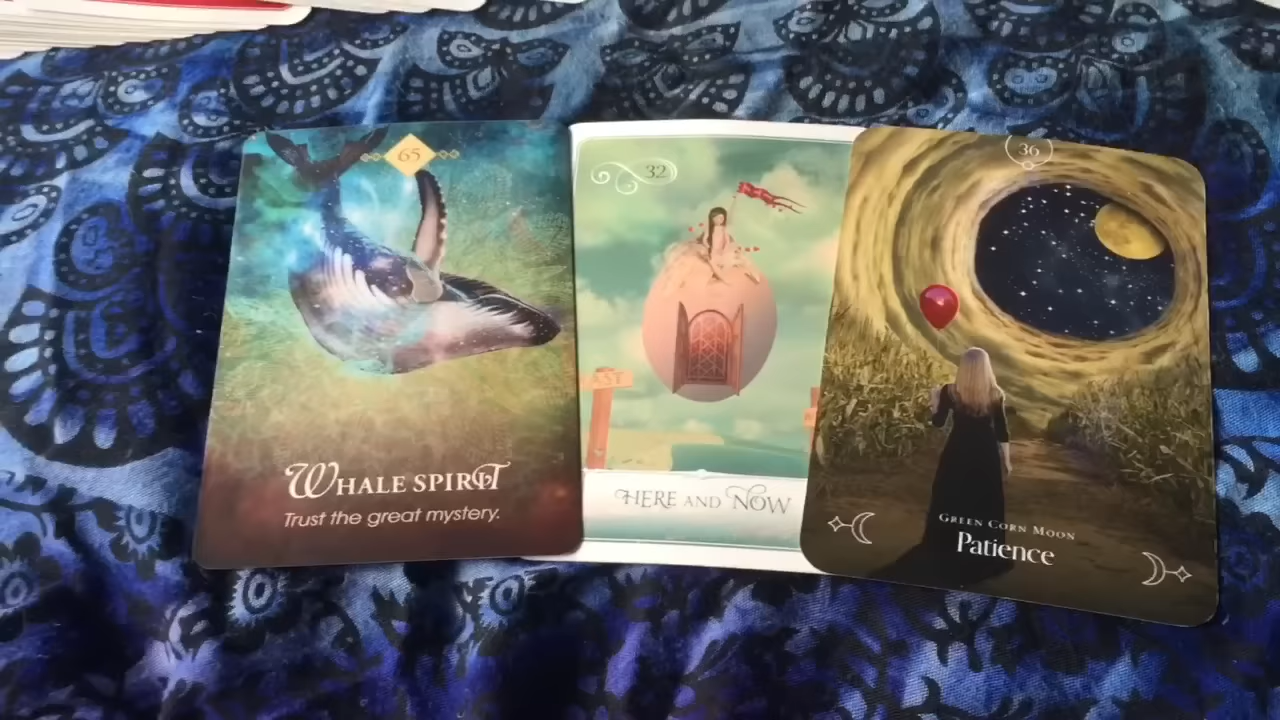 65
WHALE SPIRIT
Trust the great mystery.
32
HERE AND NOW
36
GREEN CORN MOON
Patience